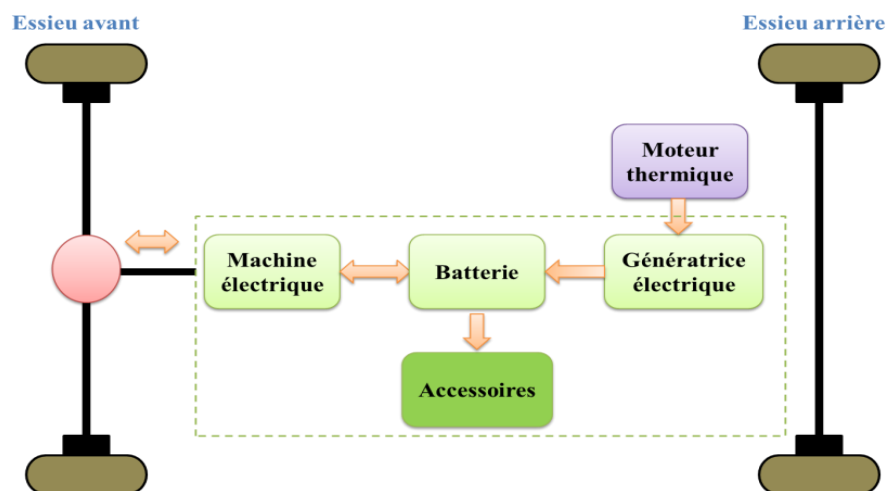 Essieu avant
Essieu arrière
Moteur
thermique
Machine
électrique
Batterie
Génératrice
électrique
Accessoires